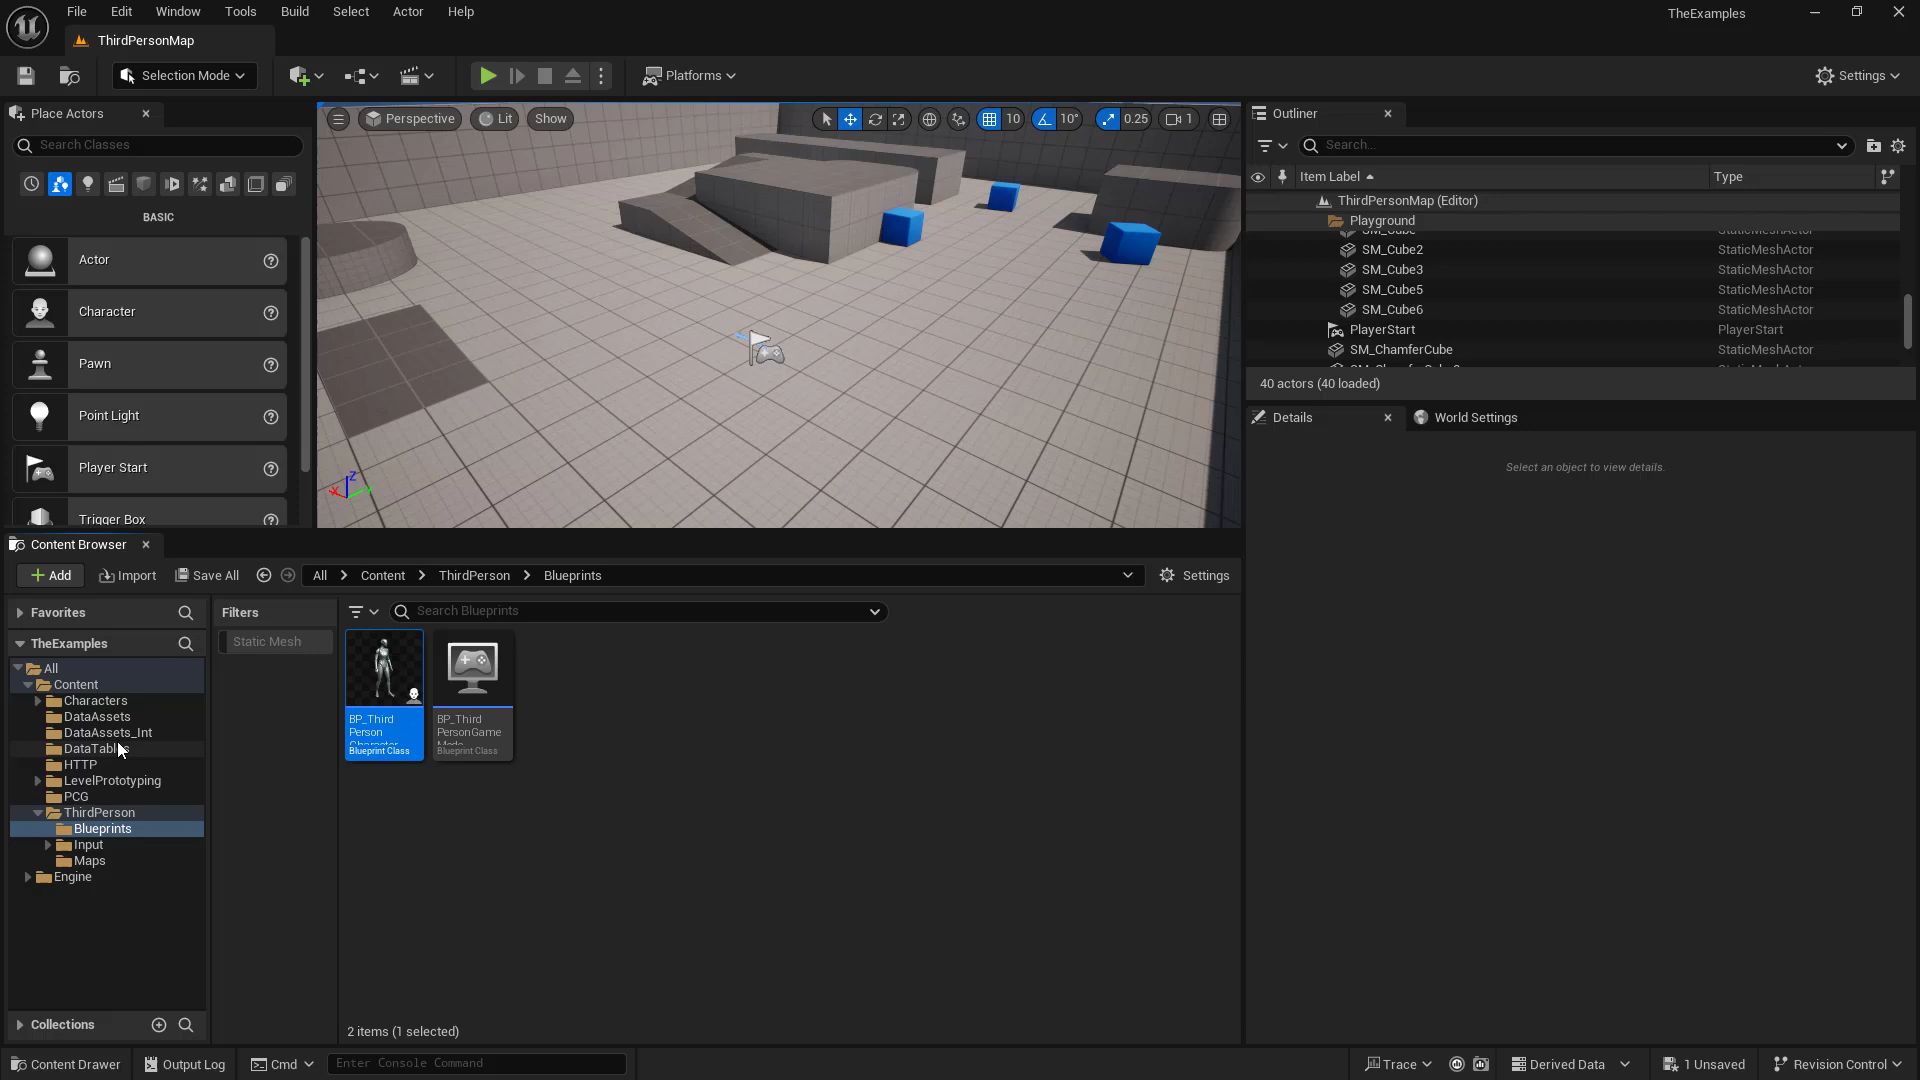 File Edit Window Tools Build Select Actor Help
TheExamples
ThirdPersonMap
Selection Mode
Platforms
Settings
Place Actors
Search Classes
BASIC
Actor
Character
Pawn
Point Light
Player Start
Trigger Box
Perspective
Lit
Show
10
10°
0.25
1
Z
X
Y
Outliner
Search...
Item Label
Type
ThirdPersonMap (Editor)
Playground
SM_Cube StaticMeshActor
SM_Cube2 StaticMeshActor
SM_Cube3 StaticMeshActor
SM_Cube5 StaticMeshActor
SM_Cube6 StaticMeshActor
PlayerStart PlayerStart
SM_ChamferCube StaticMeshActor
40 actors (40 loaded)
Details
World Settings
Select an object to view details.
Content Browser
Add
Import
Save All
All
Content
ThirdPerson
Blueprints
Settings
Favorites
TheExamples
All
Content
Characters
DataAssets
DataAssets_Int
DataTables
HTTP
LevelPrototyping
PCG
ThirdPerson
Blueprints
Input
Maps
Engine
Collections
Filters
Static Mesh
Search Blueprints
BP_Third
Person
Character
Blueprint Class
BP_Third
PersonGame
Mode
Blueprint Class
2 items (1 selected)
Content Drawer
Output Log
Cmd
Enter Console Command
Trace
Derived Data
1 Unsaved
Revision Control